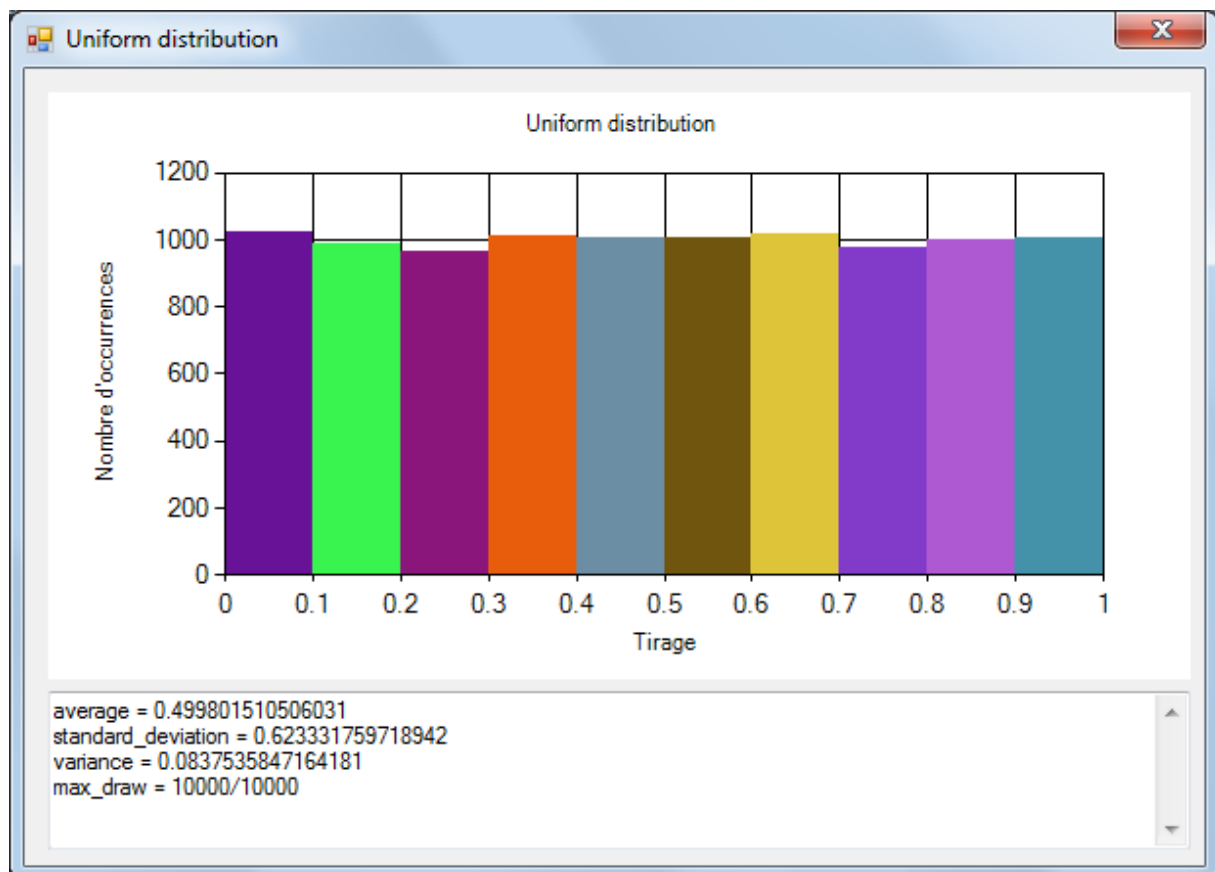 Uniform distribution
Uniform distribution
1200
1000
800
600
400
200
0
Nombre d'occurrences
0 0.1 0.2 0.3 0.4 0.5 0.6 0.7 0.8 0.9 1
Tirage
average = 0.499801510506031
standard_deviation = 0.623331759718942
variance = 0.0837535847164181
max_draw = 10000/10000